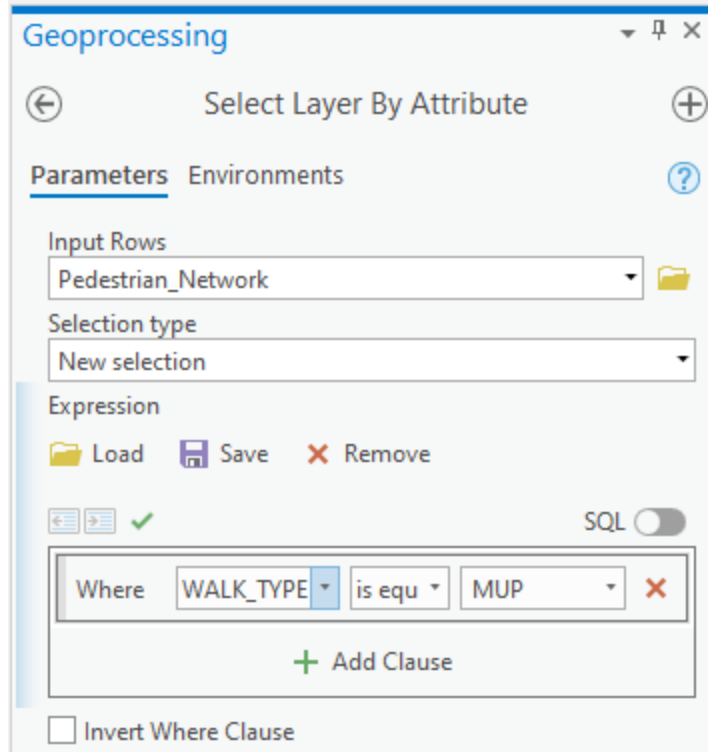 Geoprocessing
Select Layer By Attribute
Parameters Environments
Input Rows
Pedestrian_Network
Selection type
New selection
Expression
Load Save Remove
SQL
Where WALK_TYPE is equ MUP
Add Clause
Invert Where Clause